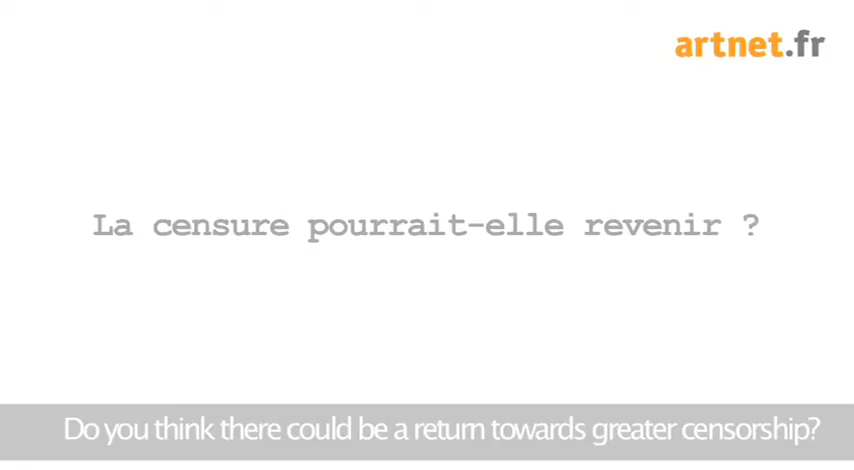 artnet.fr
La censure pourrait-elle revenir ?
Do you think there could be a return towards greater censorship?